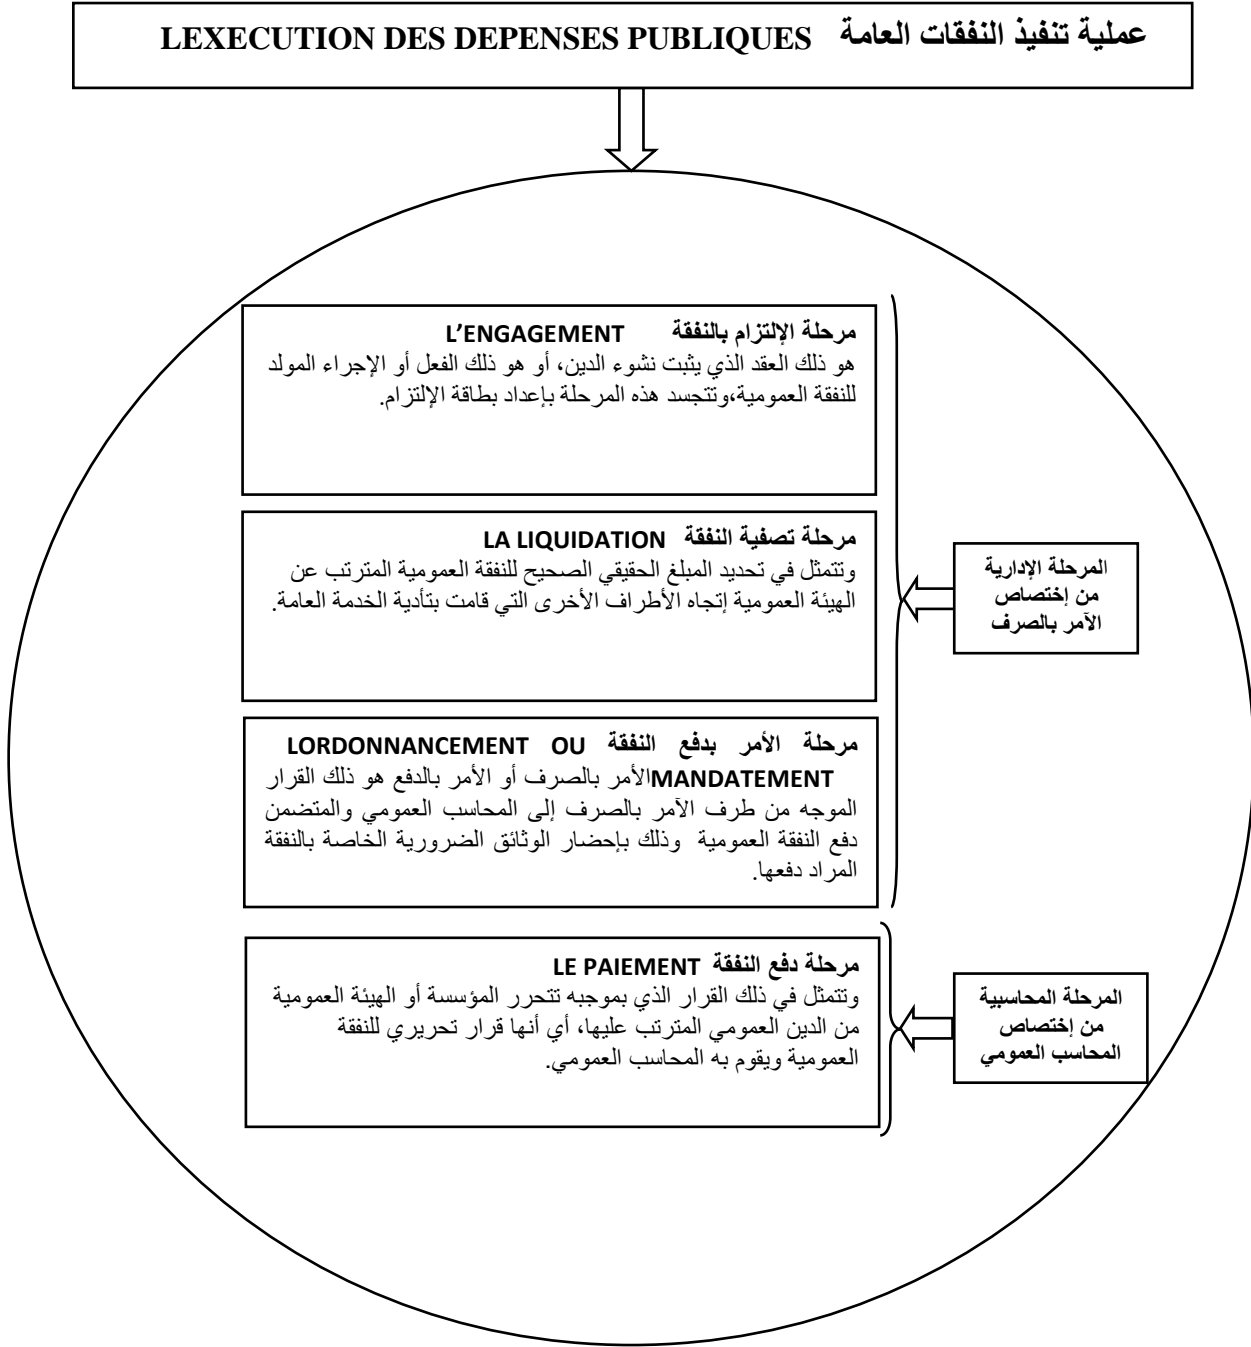 عملية تنفيذ النفقات العامة LEXECUTION DES DEPENSES PUBLIQUES
مرحلة الإلتزام بالنفقة L’ENGAGEMENT
هو ذلك العقد الذي يثبت نشوء الدين، أو هو ذلك الفعل أو الإجراء المولد
للنفقة العمومية،وتتجسد هذه المرحلة بإعداد بطاقة الإلتزام.
مرحلة تصفية النفقة LA LIQUIDATION
وتتمثل في تحديد المبلغ الحقيقي الصحيح للنفقة العمومية المترتب عن
الهيئة العمومية إتجاه الأطراف الأخرى التي قامت بتأدية الخدمة العامة.
مرحلة الأمر بدفع النفقة LORDONNANCEMENT OU
MANDATEMENTالأمر بالصرف أو الأمر بالدفع هو ذلك القرار
الموجه من طرف الآمر بالصرف إلى المحاسب العمومي والمتضمن
دفع النفقة العمومية وذلك بإحضار الوثائق الضرورية الخاصة بالنفقة
المراد دفعها.
المرحلة الإدارية
من إختصاص
الآمر بالصرف
مرحلة دفع النفقة LE PAIEMENT
وتتمثل في ذلك القرار الذي بموجبه تتحرر المؤسسة أو الهيئة العمومية
من الدين العمومي المترتب عليها، أي أنها قرار تحريري للنفقة
العمومية ويقوم به المحاسب العمومي.
المرحلة المحاسبية
من إختصاص
المحاسب العمومي